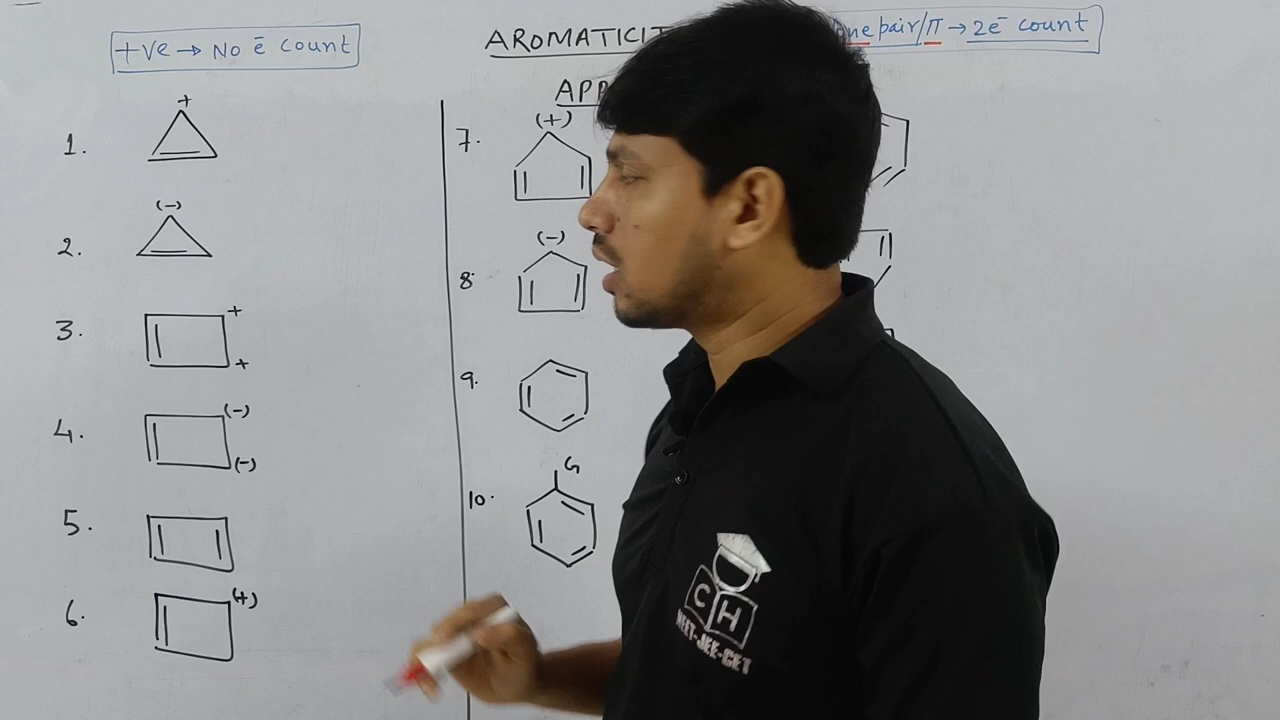 +ve → No ē count
AROMATICIT
pair/π → 2ē count
APP
1.
+
2.
(-)
3.
+
+
4.
(-)
(-)
5.
6.
(+)
7.
(+)
8.
(-)
9.
10.
G
CH
NEET-JEE-CET